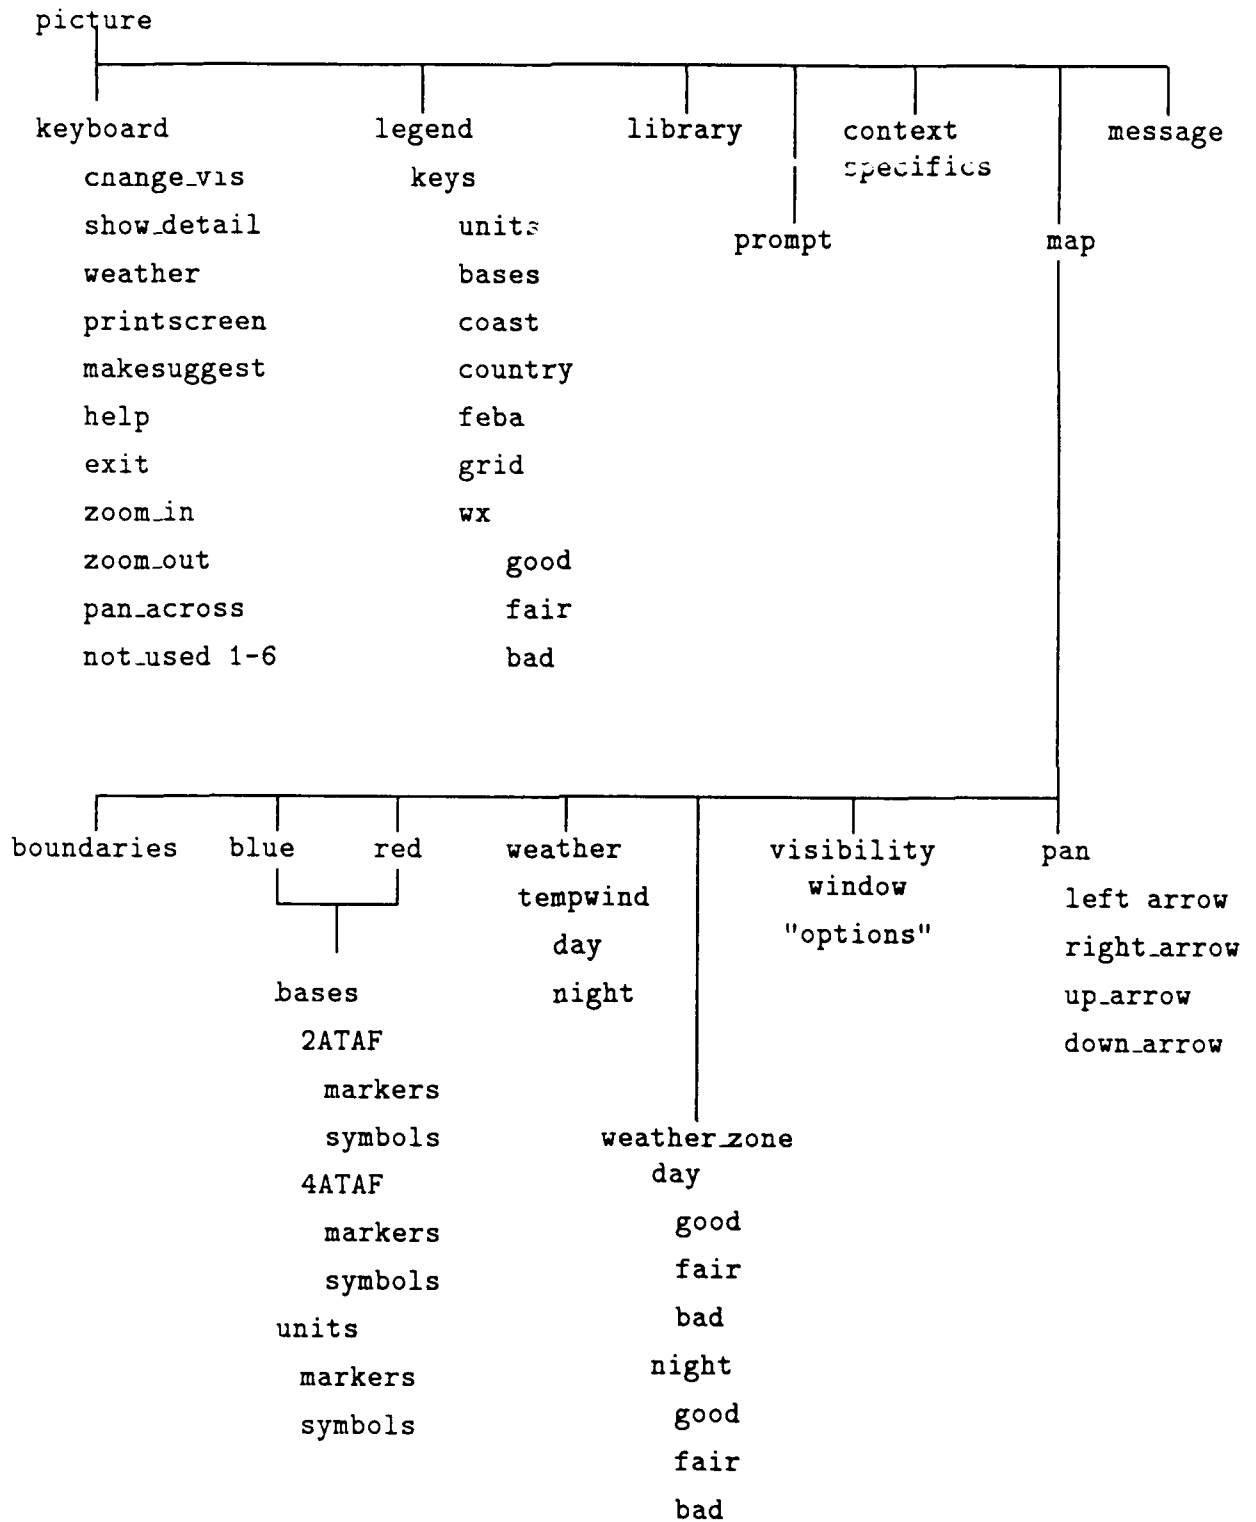 picture
keyboard legend library context message
specifics
change_vis keys
show_detail units
prompt map
weather bases
printscreen coast
makesuggest country
help feba
exit grid
zoom_in wx
zoom_out good
pan_across fair
not_used 1-6 bad
boundaries blue red weather visibility pan
window
tempwind left arrow
"options"
day right_arrow
bases night up_arrow
2ATAF down_arrow
markers
symbols weather_zone
day
4ATAF
good
markers
fair
symbols
bad
units
night
markers
good
symbols
fair
bad